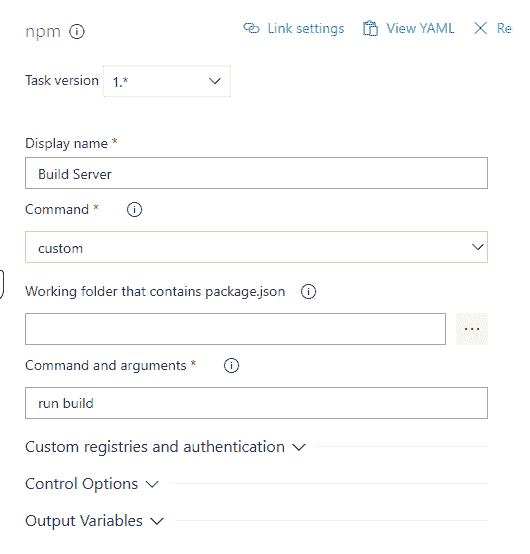 npm Link settings View YAML Re
Task version 1.*
Display name *
Build Server
Command *
custom
Working folder that contains package.json
...
Command and arguments *
run build
Custom registries and authentication
Control Options
Output Variables